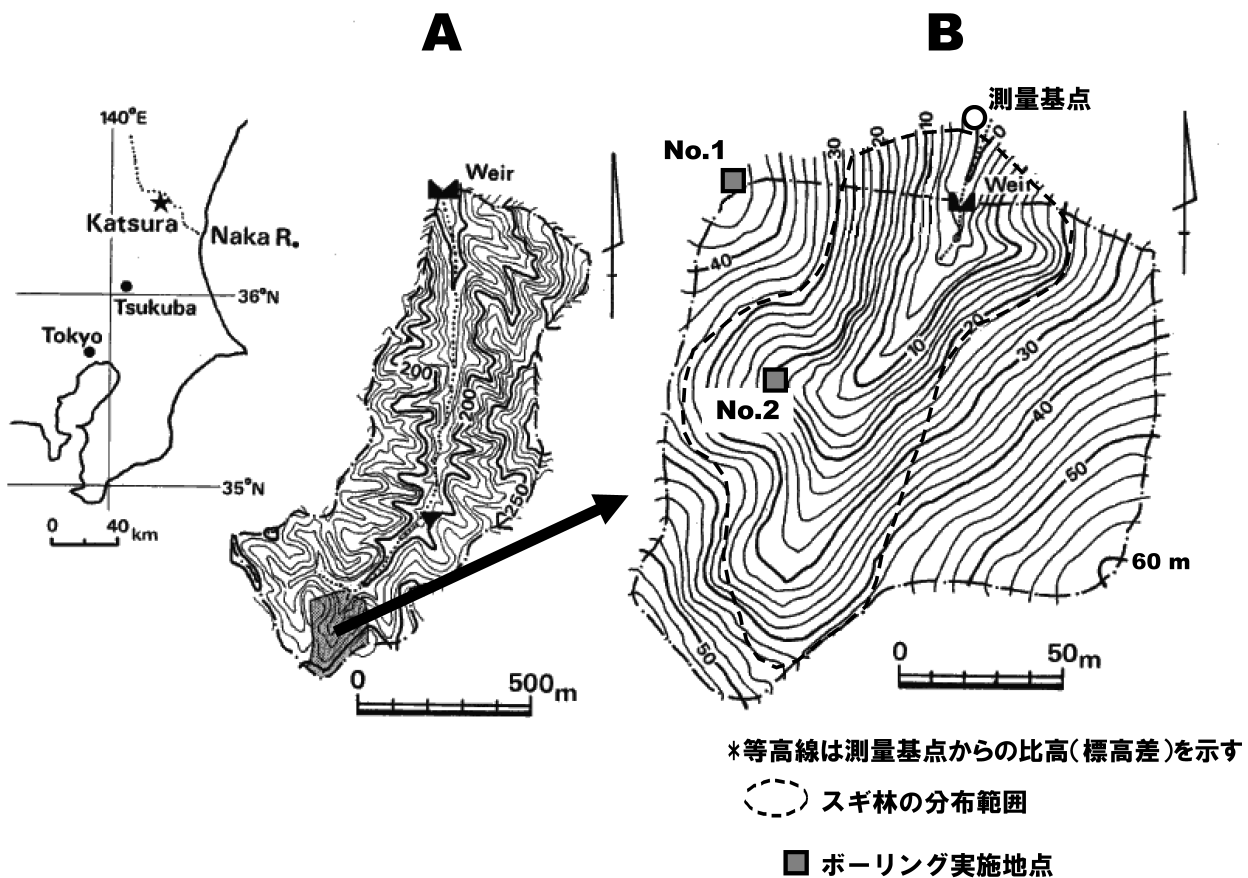 A
B
140°E
Katsura
Naka R.
36°N
Tsukuba
Tokyo
35°N
0 40 km
Weir
200
200
250
0 500m
測量基点
No.1
30
20
10
0
Weir
40
20
10
30
No.2
40
50
60 m
50
0 50m
*等高線は測量基点からの比高(標高差)を示す
スギ林の分布範囲
ボーリング実施地点